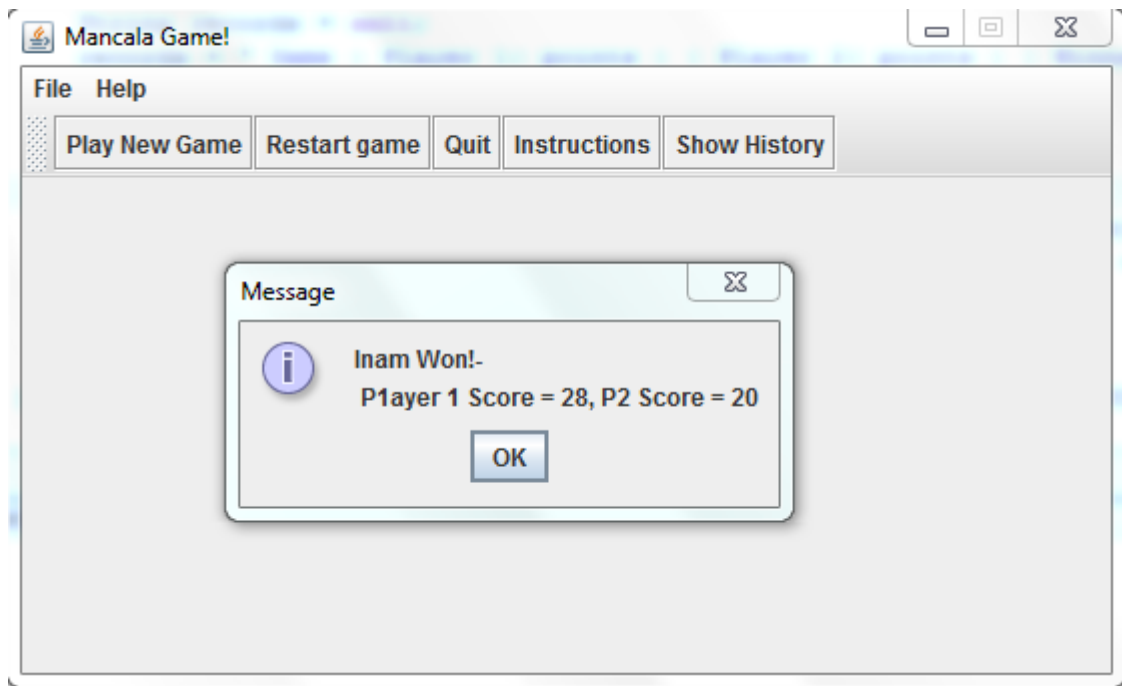 Mancala Game!
File Help
Play New Game Restart game Quit Instructions Show History
Message
Inam Won!-
P1ayer 1 Score = 28, P2 Score = 20
OK